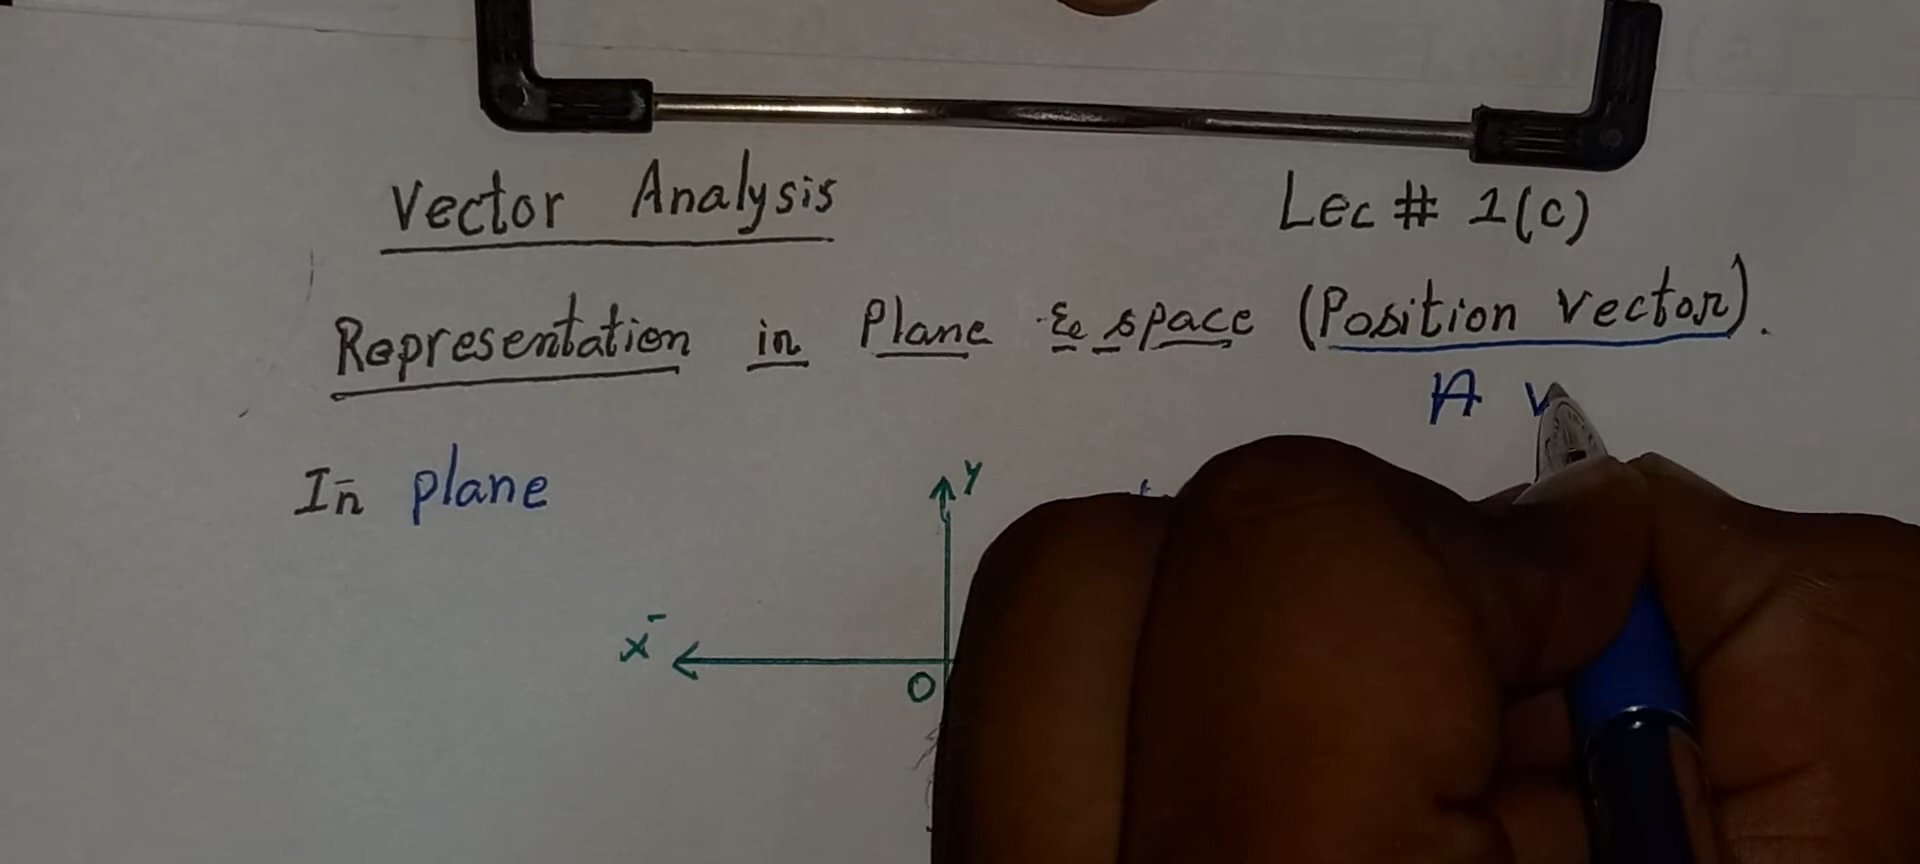 Vector Analysis Lec # 1(c)
Representation in Plane & space (Position Vector).
A
In plane
y
x-
O